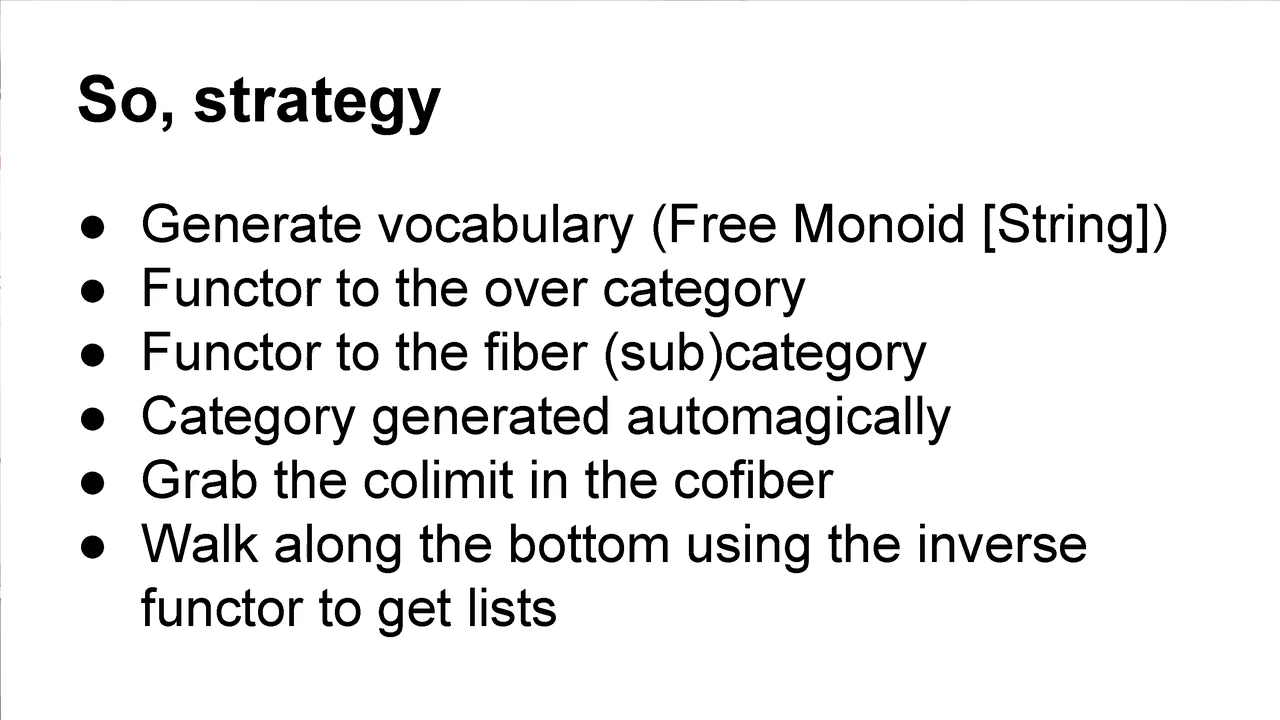 So, strategy
● Generate vocabulary (Free Monoid [String])
● Functor to the over category
● Functor to the fiber (sub)category
● Category generated automagically
● Grab the colimit in the cofiber
● Walk along the bottom using the inverse
functor to get lists